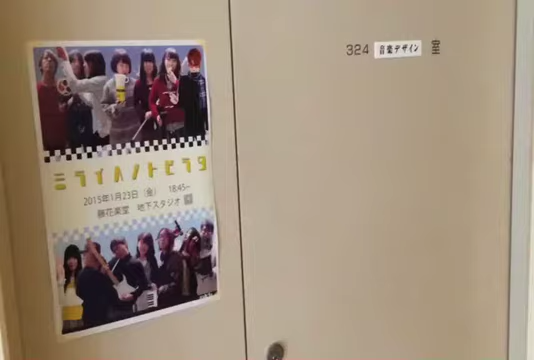 ミライハノトビラタ
2015年1月23日（金） 18:45~
藤花楽堂 地下スタジオ
324 音楽デザイン 室